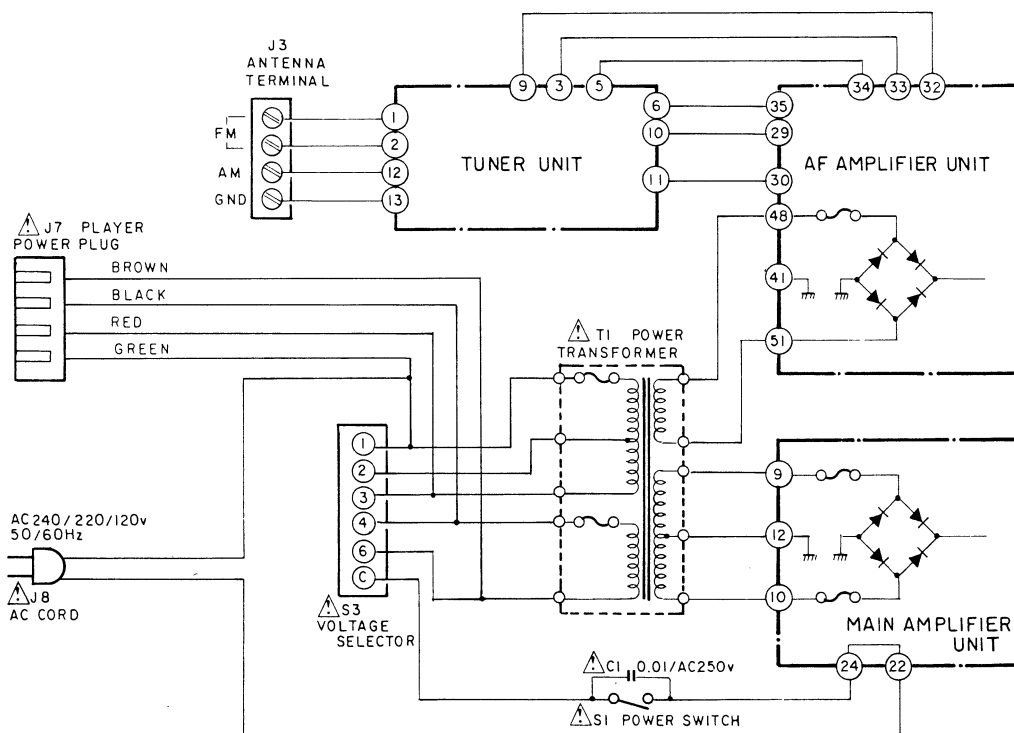 J3
ANTENNA
TERMINAL
9 3 5 34 33 32
FM
1
2
AM 12
GND 13
6 35
10 29
TUNER UNIT
AF AMPLIFIER UNIT
11 30
48
⚠ J7 PLAYER
POWER PLUG
BROWN
41
BLACK
RED
GREEN
51
⚠ T1 POWER
TRANSFORMER
1
2
3
4
6
C
9
12
10
AC240/220/120V
50/60Hz
⚠ J8
AC CORD
⚠ S3
VOLTAGE
SELECTOR
MAIN AMPLIFIER
UNIT
24 22
⚠ C1 0.01/AC250V
⚠ S1 POWER SWITCH